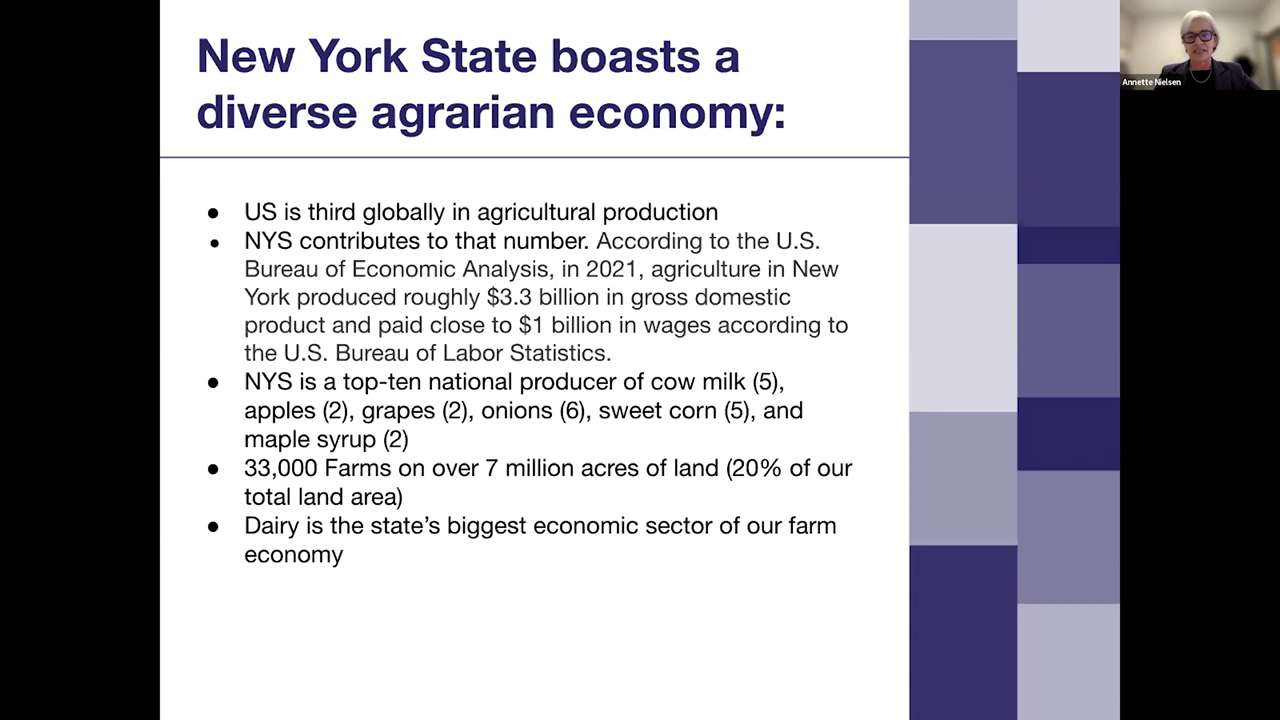 New York State boasts a
diverse agrarian economy:
● US is third globally in agricultural production
● NYS contributes to that number. According to the U.S.
Bureau of Economic Analysis, in 2021, agriculture in New
York produced roughly $3.3 billion in gross domestic
product and paid close to $1 billion in wages according to
the U.S. Bureau of Labor Statistics.
● NYS is a top-ten national producer of cow milk (5),
apples (2), grapes (2), onions (6), sweet corn (5), and
maple syrup (2)
● 33,000 Farms on over 7 million acres of land (20% of our
total land area)
● Dairy is the state’s biggest economic sector of our farm
economy
Annette Nielsen